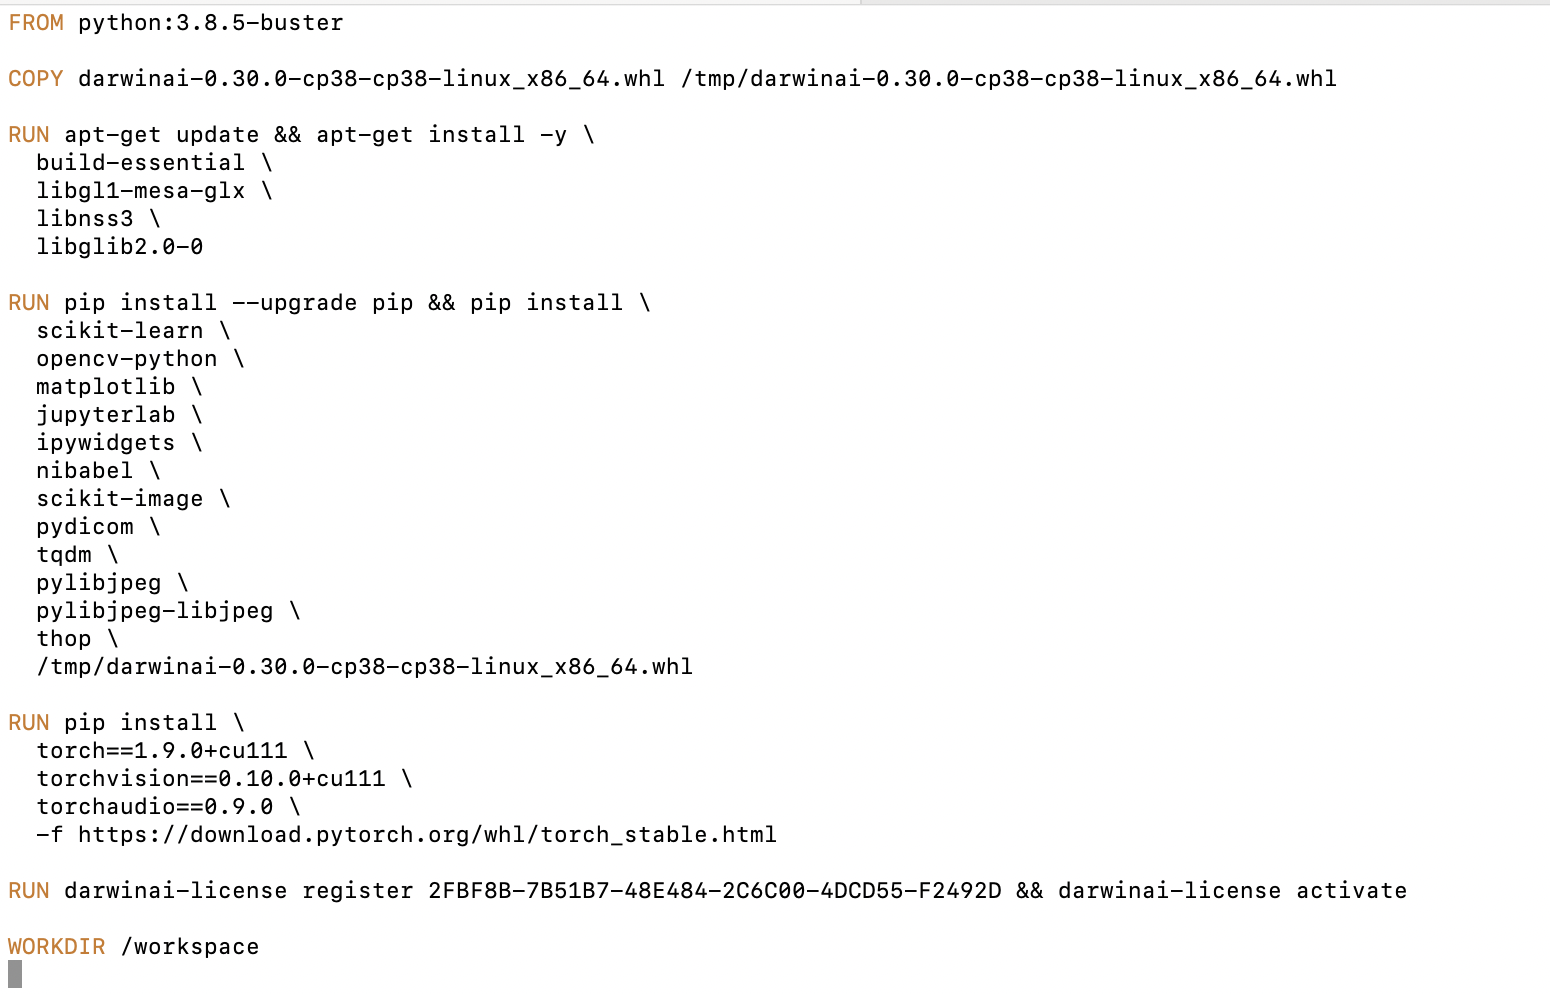 FROM python:3.8.5-buster
COPY darwinai-0.30.0-cp38-cp38-linux_x86_64.whl /tmp/darwinai-0.30.0-cp38-cp38-linux_x86_64.whl
RUN apt-get update && apt-get install -y \
build-essential \
libgl1-mesa-glx \
libnss3 \
libglib2.0-0
RUN pip install --upgrade pip && pip install \
scikit-learn \
opencv-python \
matplotlib \
jupyterlab \
ipywidgets \
nibabel \
scikit-image \
pydicom \
tqdm \
pylibjpeg \
pylibjpeg-libjpeg \
thop \
/tmp/darwinai-0.30.0-cp38-cp38-linux_x86_64.whl
RUN pip install \
torch==1.9.0+cu111 \
torchvision==0.10.0+cu111 \
torchaudio==0.9.0 \
-f https://download.pytorch.org/whl/torch_stable.html
RUN darwinai-license register 2FBF8B-7B51B7-48E484-2C6C00-4DCD55-F2492D && darwinai-license activate
WORKDIR /workspace